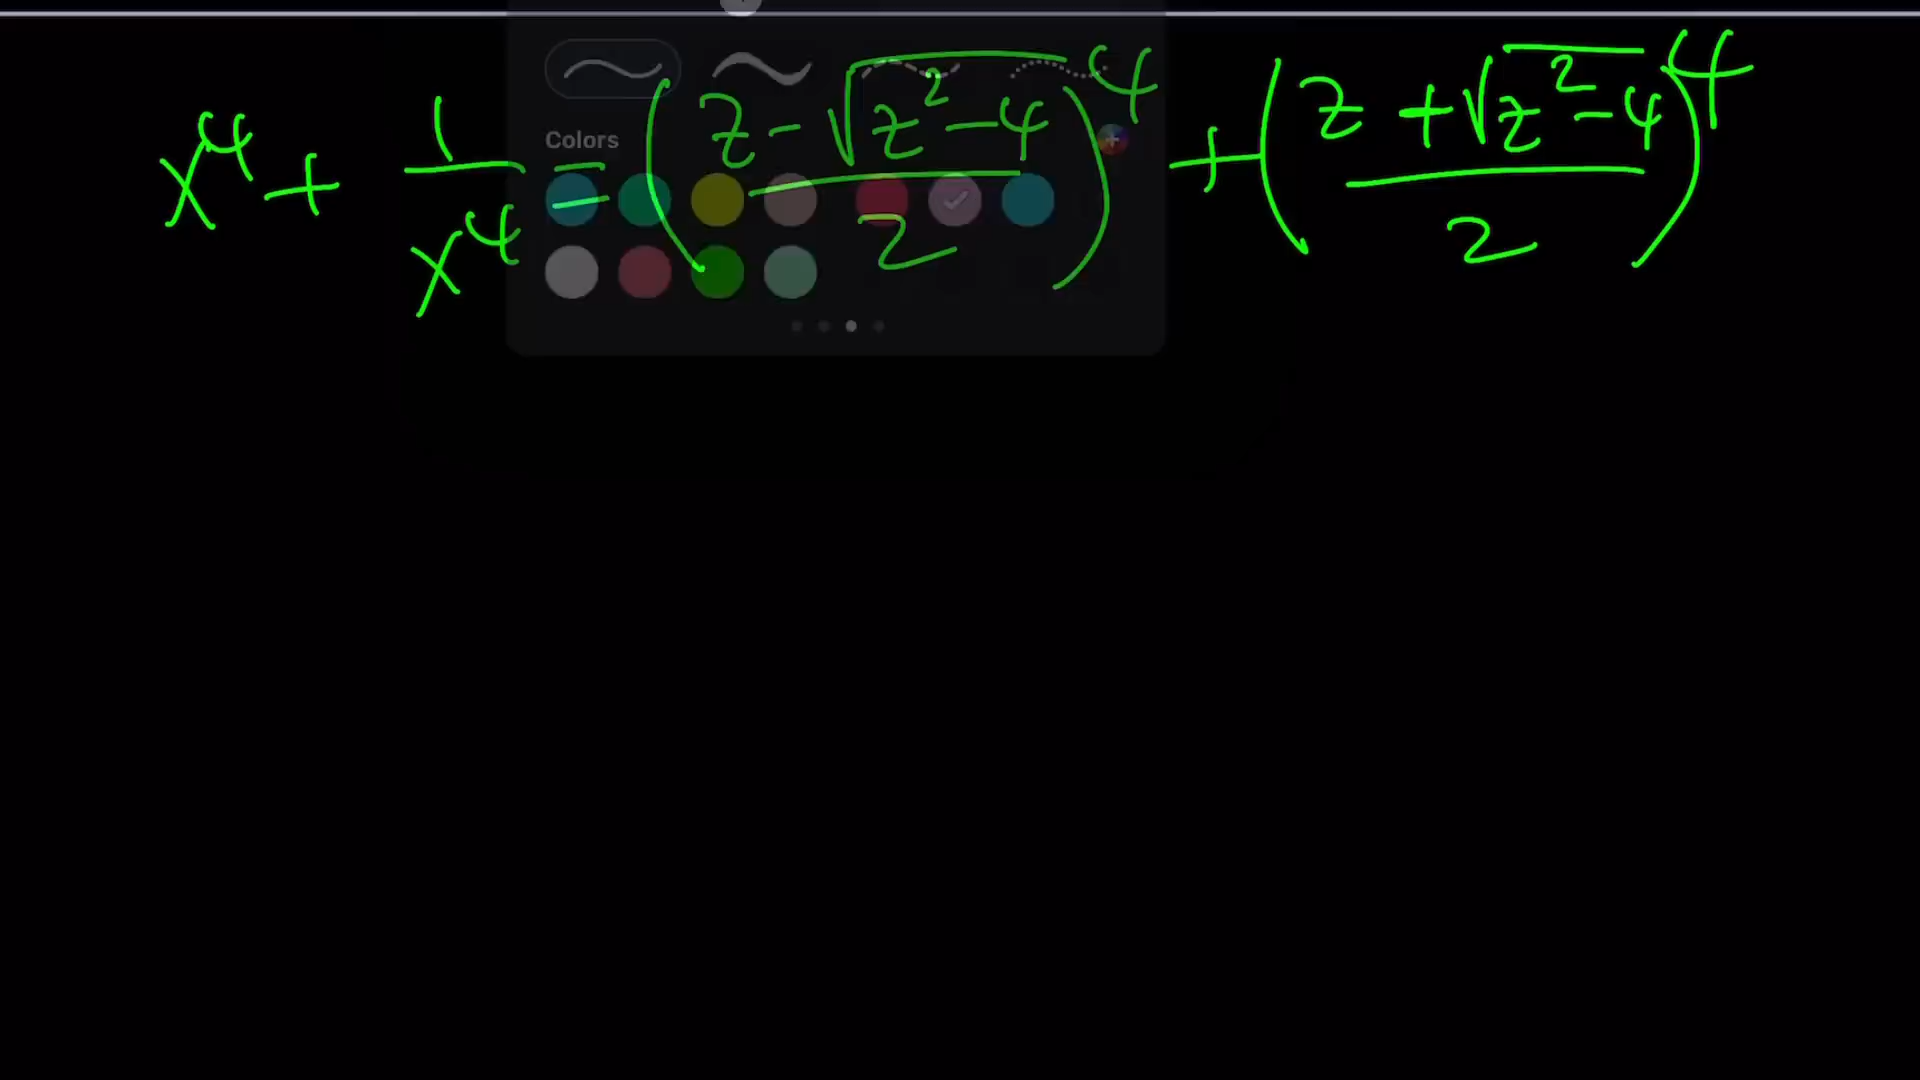 x⁴ + 1/x⁴ = ((z - √(z² - 4))/2)⁴ + ((z + √(z² - 4))/2)⁴
Colors